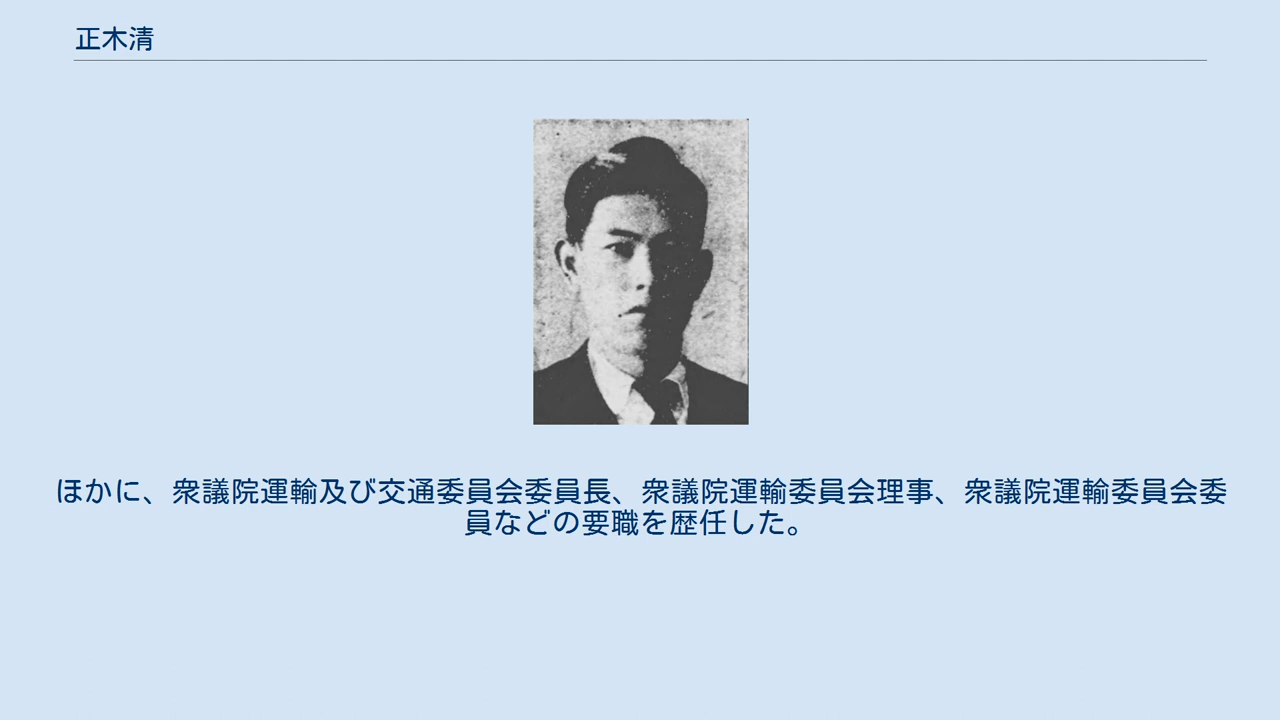 正木清
ほかに、衆議院運輸及び交通委員会委員長、衆議院運輸委員会理事、衆議院運輸委員会委
員などの要職を歴任した。